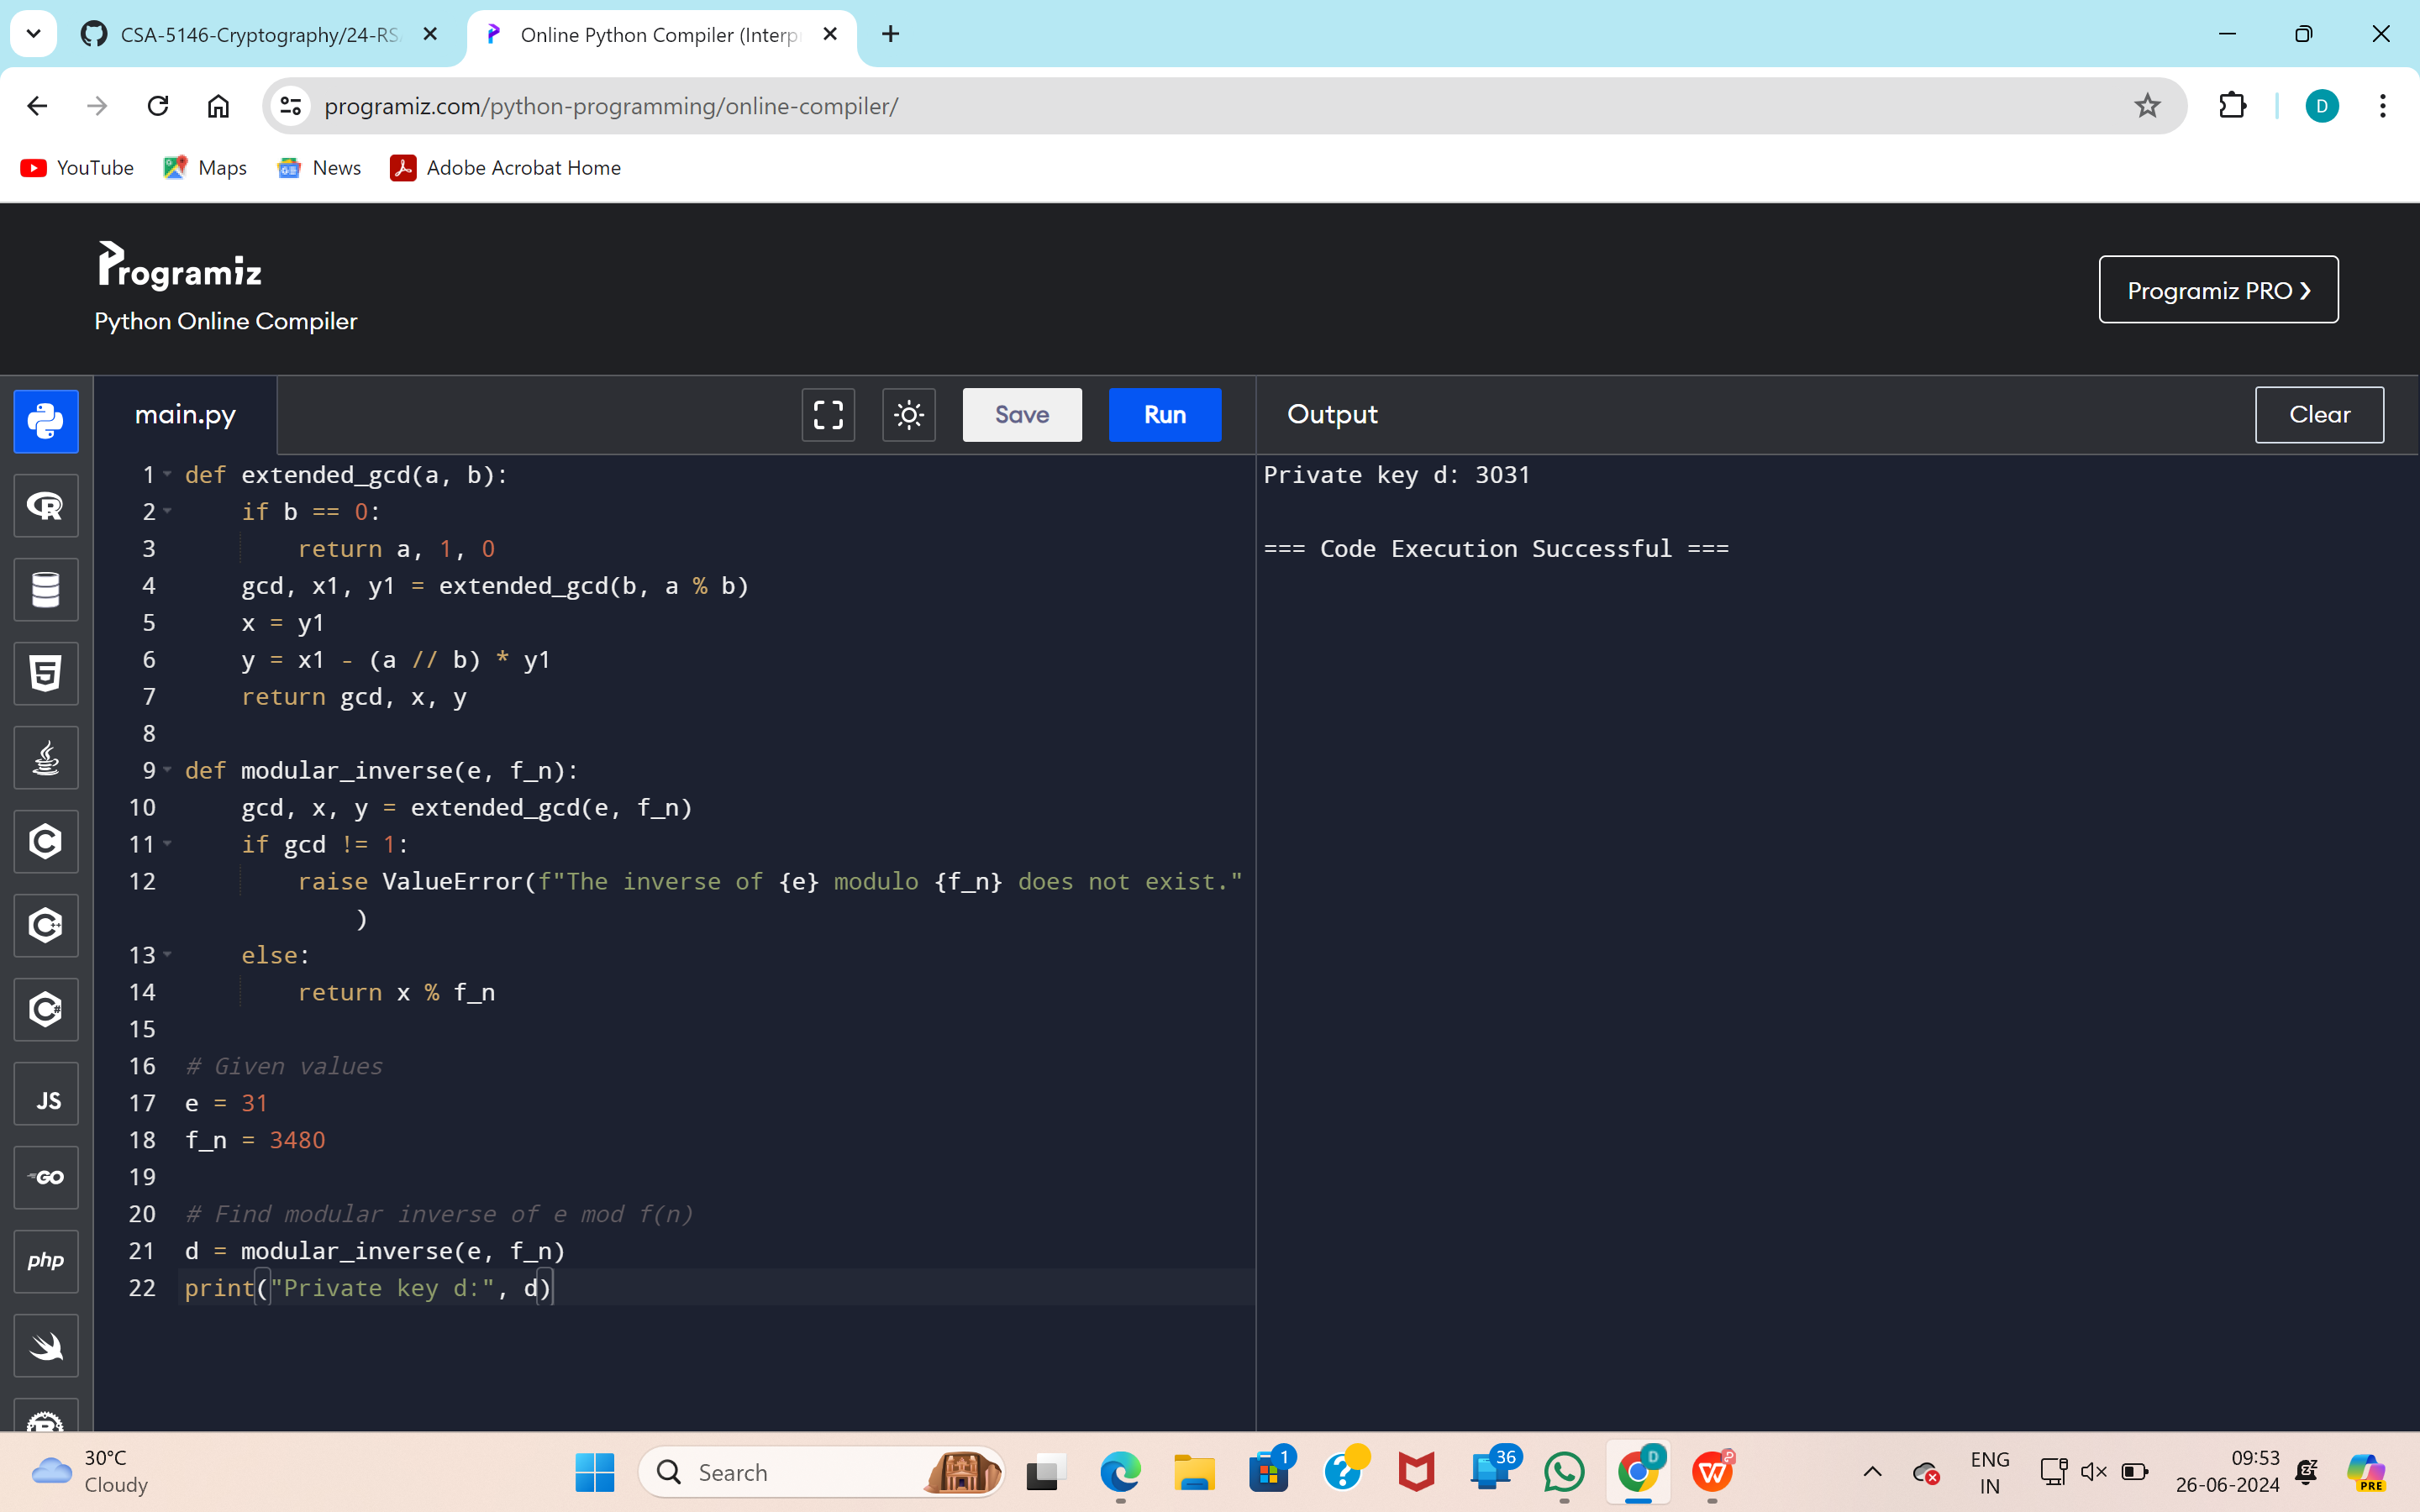 CSA-5146-Cryptography/24-RS
Online Python Compiler (Interp
programiz.com/python-programming/online-compiler/
D
YouTube
Maps
News
Adobe Acrobat Home
Programiz
Python Online Compiler
Programiz PRO ❯
main.py
Save
Run
Output
Clear
1 def extended_gcd(a, b):
2     if b == 0:
3         return a, 1, 0
4     gcd, x1, y1 = extended_gcd(b, a % b)
5     x = y1
6     y = x1 - (a // b) * y1
7     return gcd, x, y
8
9 def modular_inverse(e, f_n):
10     gcd, x, y = extended_gcd(e, f_n)
11     if gcd != 1:
12         raise ValueError(f"The inverse of {e} modulo {f_n} does not exist."
)
13     else:
14         return x % f_n
15
16 # Given values
17 e = 31
18 f_n = 3480
19
20 # Find modular inverse of e mod f(n)
21 d = modular_inverse(e, f_n)
22 print("Private key d:", d)
Private key d: 3031
=== Code Execution Successful ===
R
5
C
C++
C#
JS
GO
php
30°C
Cloudy
Search
1
36
D
ENG
IN
09:53
26-06-2024
PRE